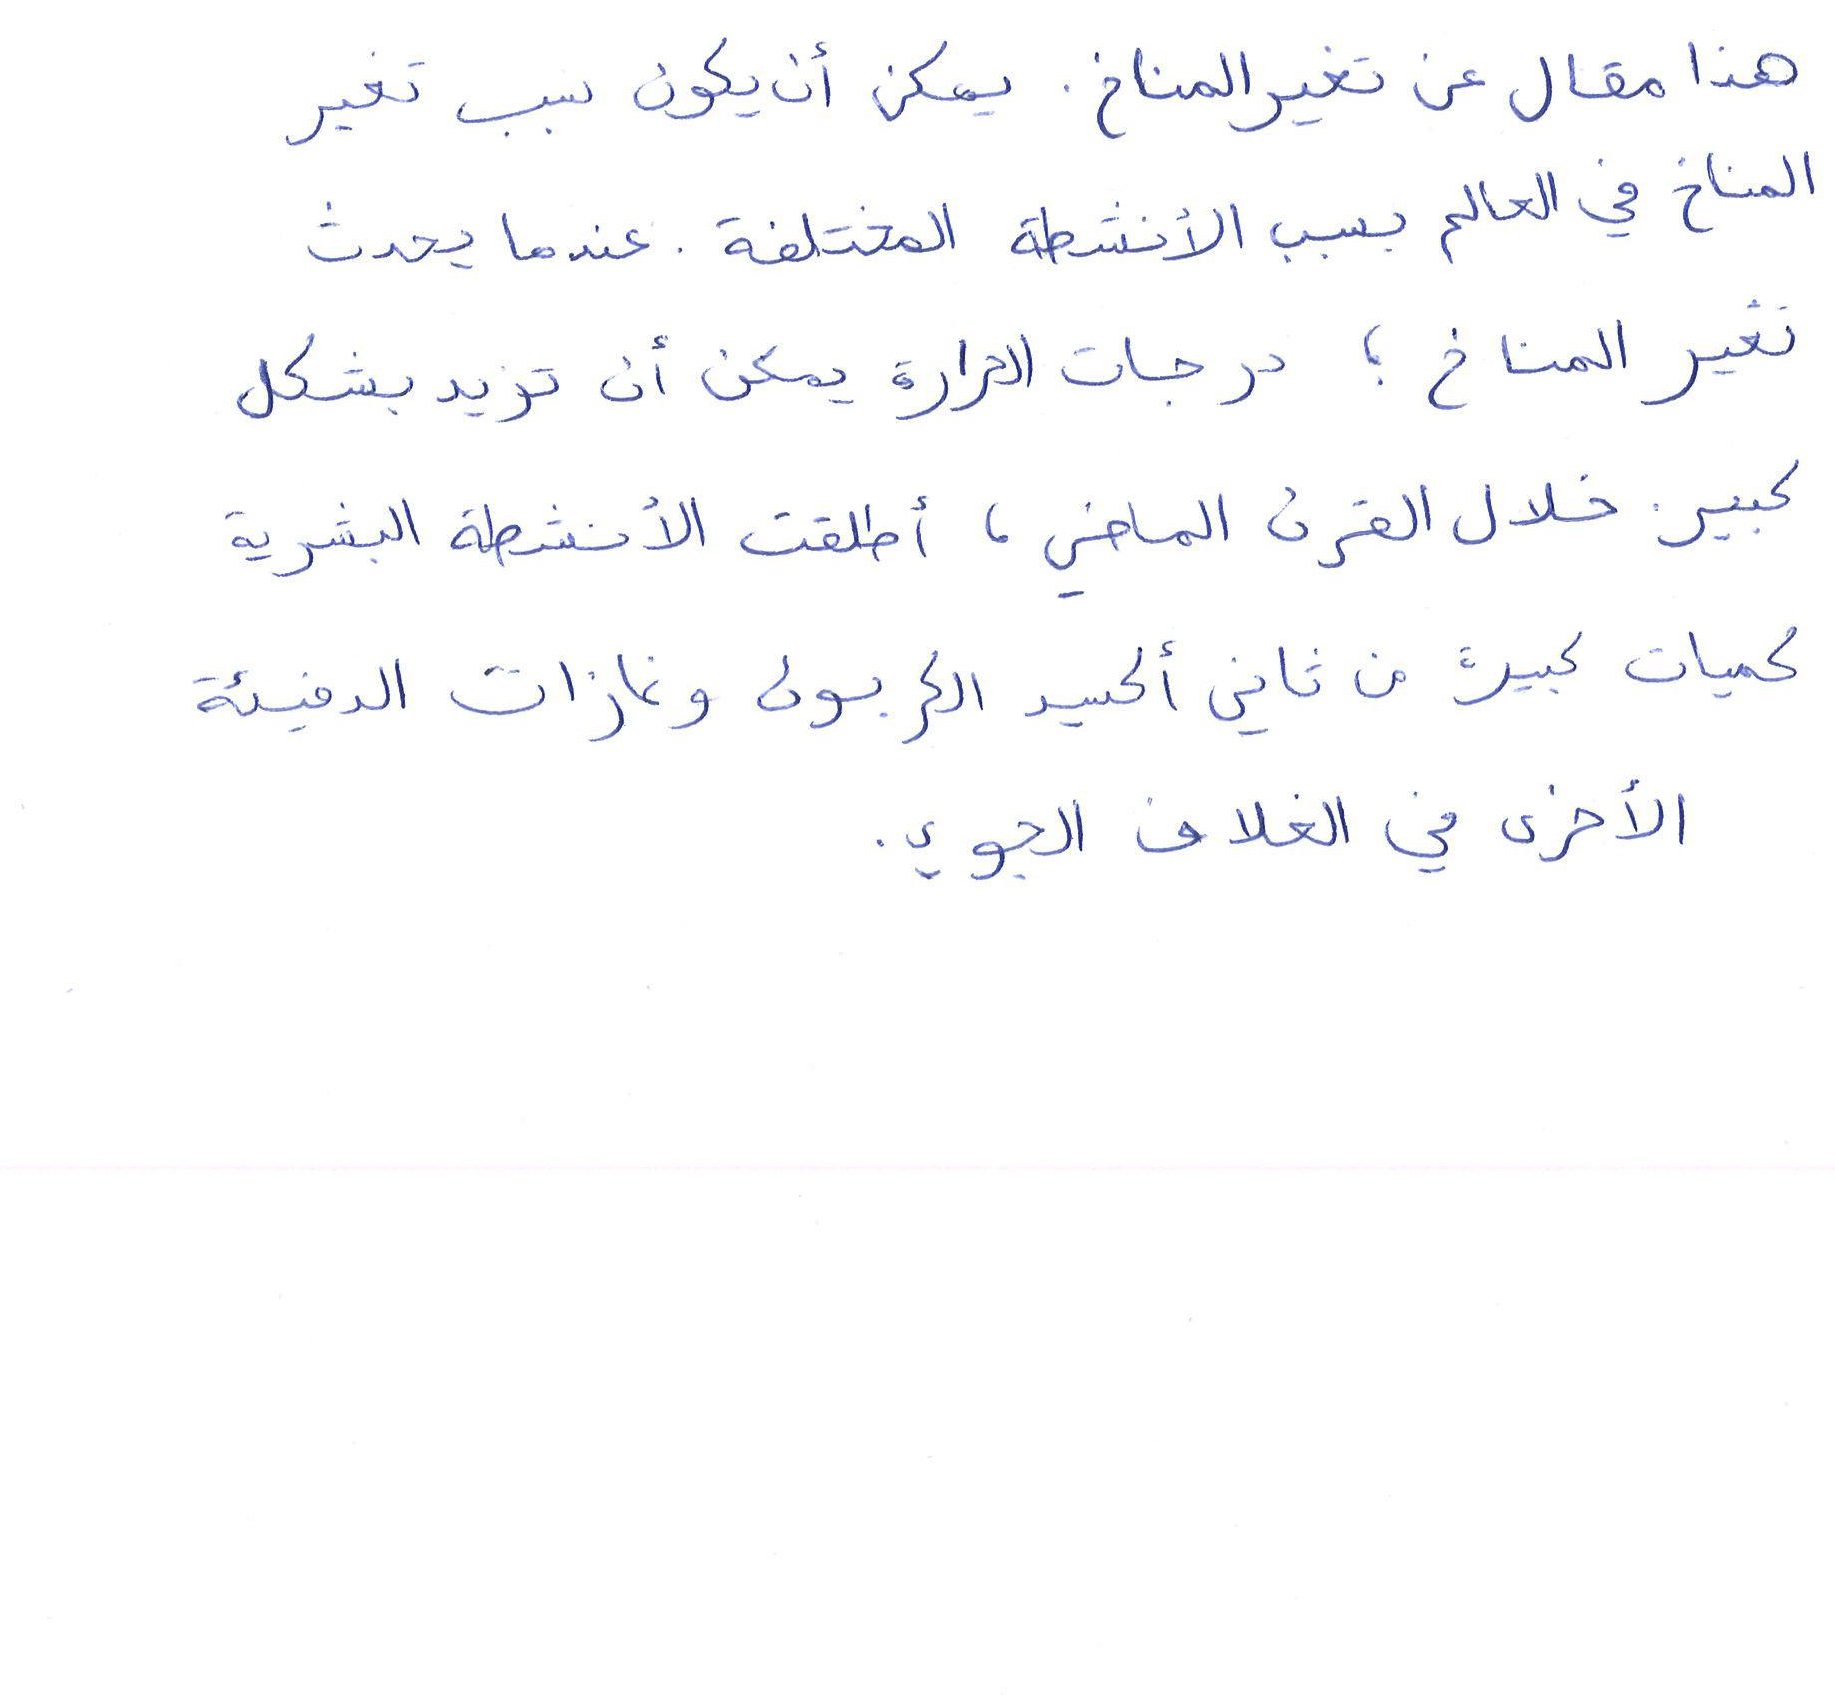 هذا مقال عن تغير المناخ. يمكن أن يكون سبب تغير
المناخ في العالم بسبب الأنشطة المختلفة. عندما يحدث
تغير المناخ؛ درجات الحرارة يمكن أن تزيد بشكل
كبير. خلال القرن الماضي، أطلقت الأنشطة البشرية
كميات كبيرة من ثاني أكسيد الكربون وغازات الدفيئة
الأخرى في الغلاف الجوي.